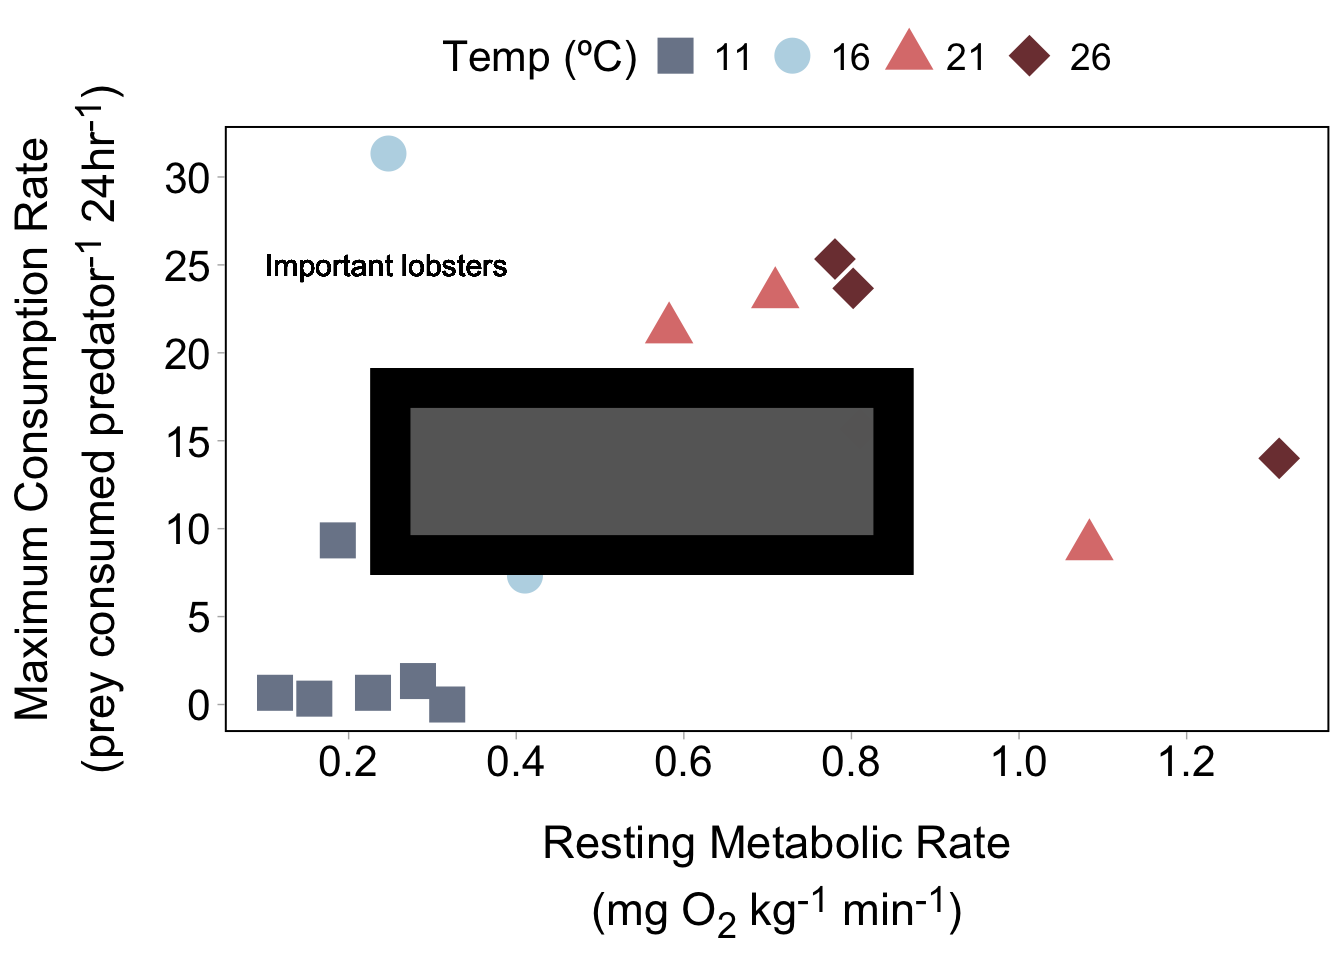 Temp (ºC) 11 16 21 26
Maximum Consumption Rate
(prey consumed predator⁻¹ 24hr⁻¹)
30
25
20
15
10
5
0
Important lobsters
0.2 0.4 0.6 0.8 1.0 1.2
Resting Metabolic Rate
(mg O₂ kg⁻¹ min⁻¹)